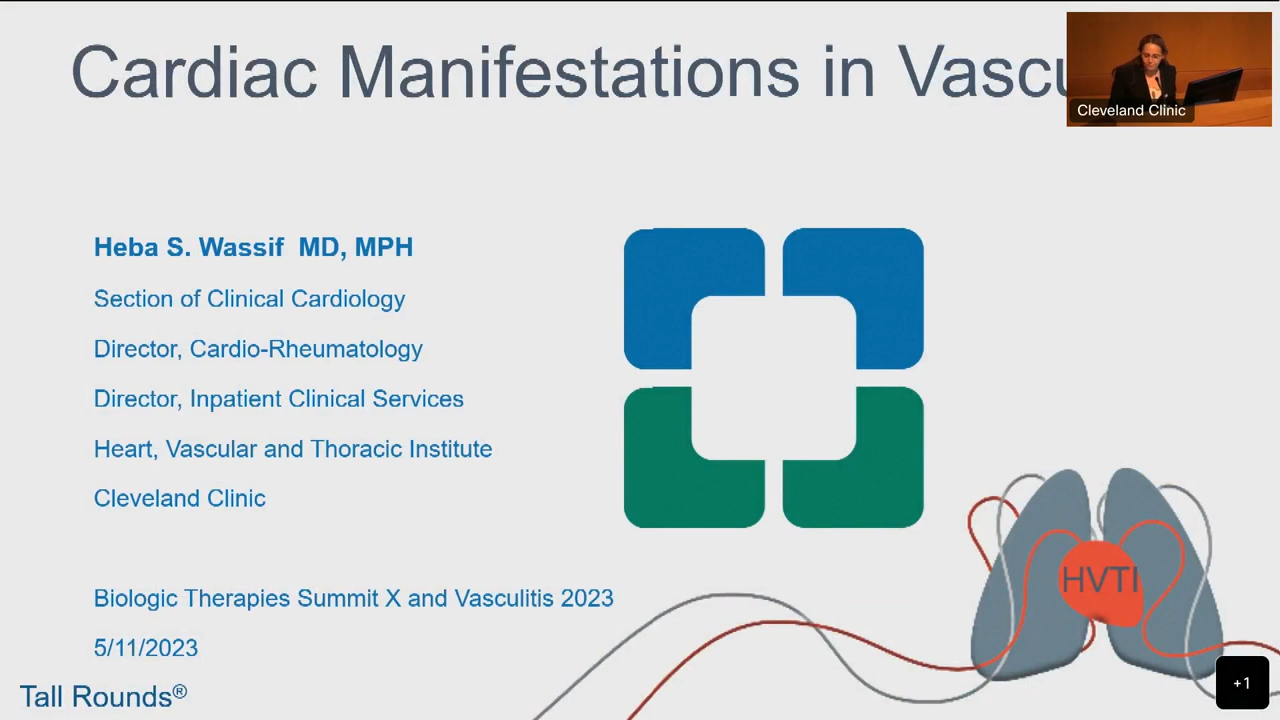 Cardiac Manifestations in Vascu
Cleveland Clinic
Heba S. Wassif MD, MPH
Section of Clinical Cardiology
Director, Cardio-Rheumatology
Director, Inpatient Clinical Services
Heart, Vascular and Thoracic Institute
Cleveland Clinic
HVTI
Biologic Therapies Summit X and Vasculitis 2023
5/11/2023
Tall Rounds®
+1